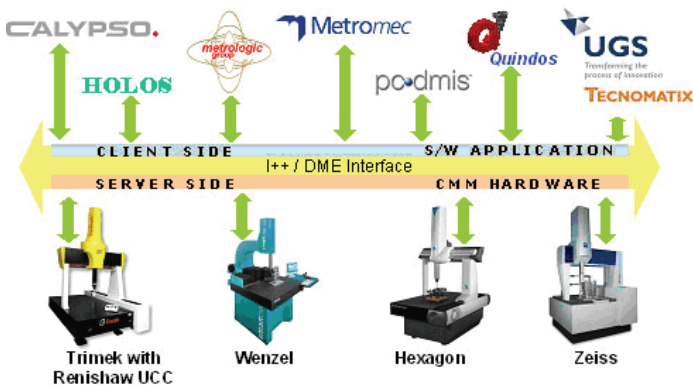 CALYPSO.
HOLOS
metrologic
group
METROMEC
pc·dmis
Quindos
UGS
Transforming the
process of innovation
TECNOMATIX
CLIENT SIDE
S/W APPLICATION
I++ / DME Interface
SERVER SIDE
CMM HARDWARE
Trimek with
Renishaw UCC
Wenzel
Hexagon
Zeiss